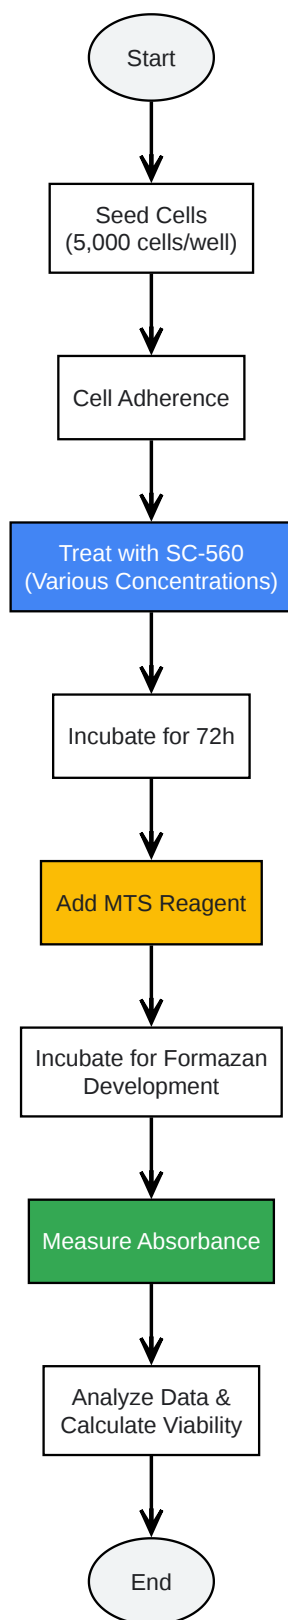 Start
Seed Cells
(5,000 cells/well)
Cell Adherence
Treat with SC-560
(Various Concentrations)
Incubate for 72h
Add MTS Reagent
Incubate for Formazan
Development
Measure Absorbance
Analyze Data &
Calculate Viability
End